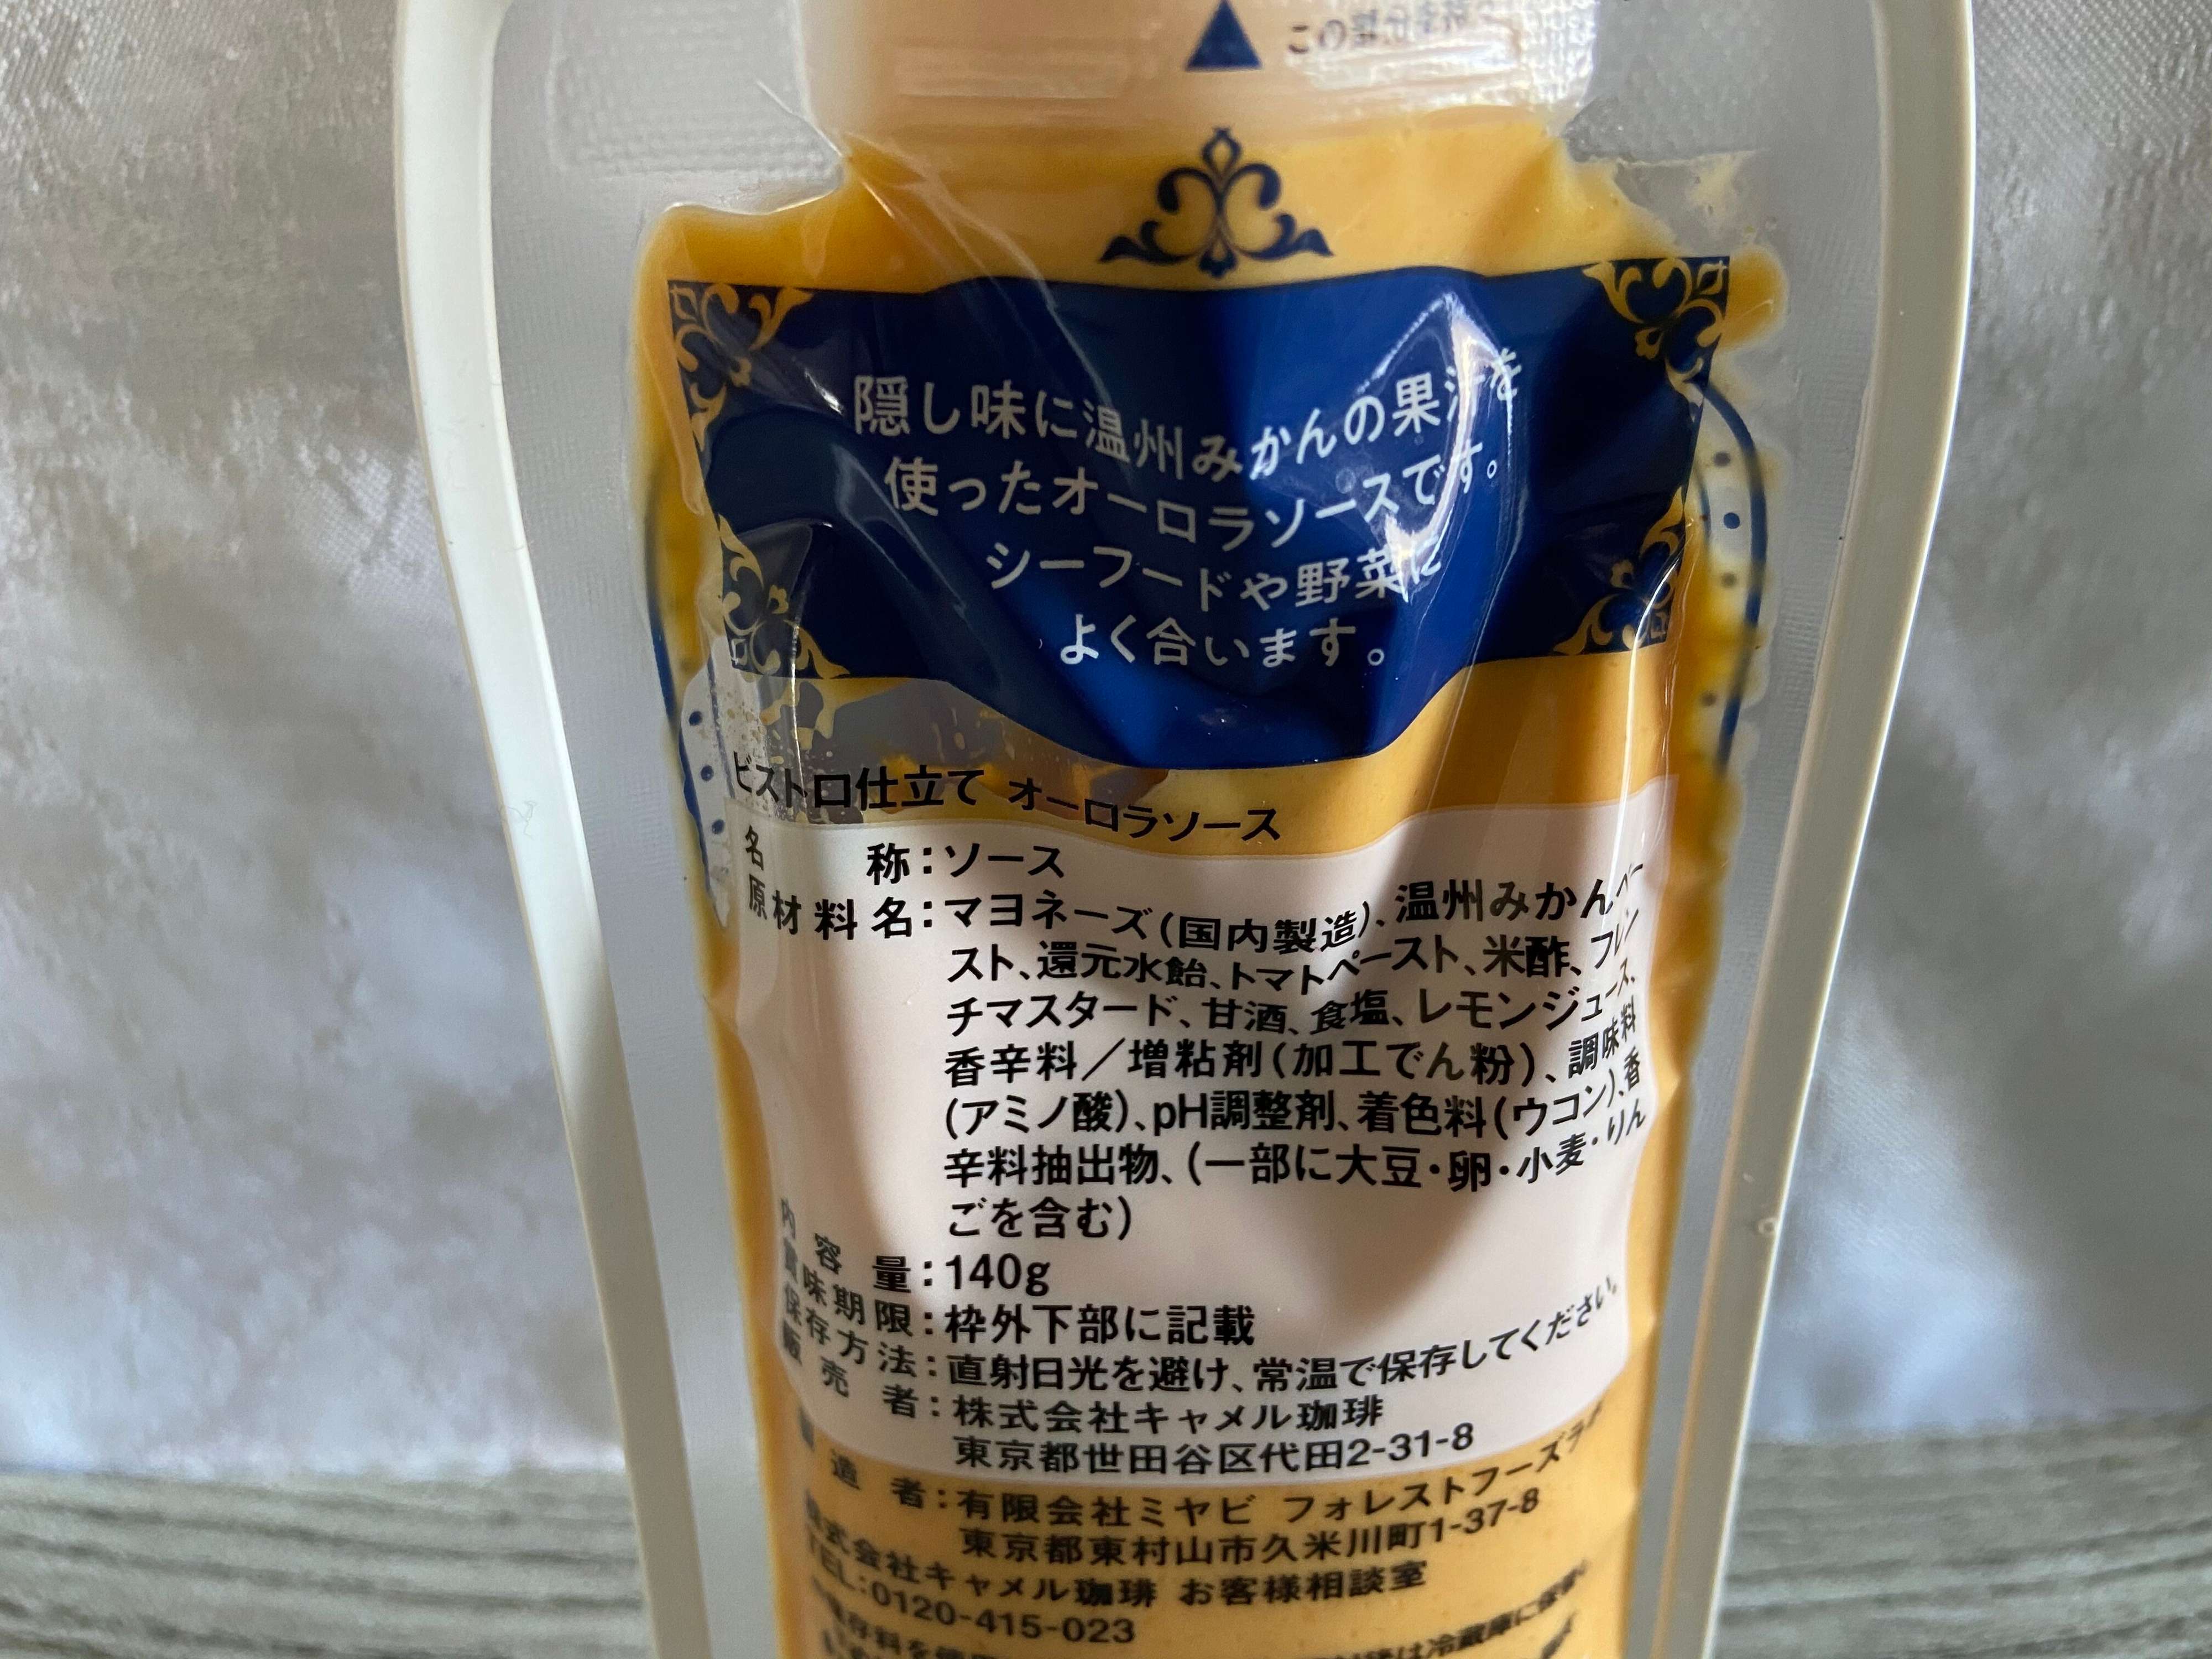 隠し味に温州みかんの果汁を
使ったオーロラソースです。
シーフードや野菜に
よく合います。
ビストロ仕立て オーロラソース
名称：ソース
原材料名：マヨネーズ(国内製造)、温州みかんペー
スト、還元水飴、トマトペースト、米酢、フレン
チマスタード、甘酒、食塩、レモンジュース、
香辛料／増粘剤(加工でん粉)、調味料
(アミノ酸)、pH調整剤、着色料(ウコン)、香
辛料抽出物、(一部に大豆・卵・小麦・りん
ごを含む)
内容量：140g
賞味期限：枠外下部に記載
保存方法：直射日光を避け、常温で保存してください。
販売者：株式会社キャメル珈琲
東京都世田谷区代田2-31-8
製造者：有限会社ミヤビ フォレストフーズラボ
東京都東村山市久米川町1-37-8
株式会社キャメル珈琲 お客様相談室
TEL:0120-415-023